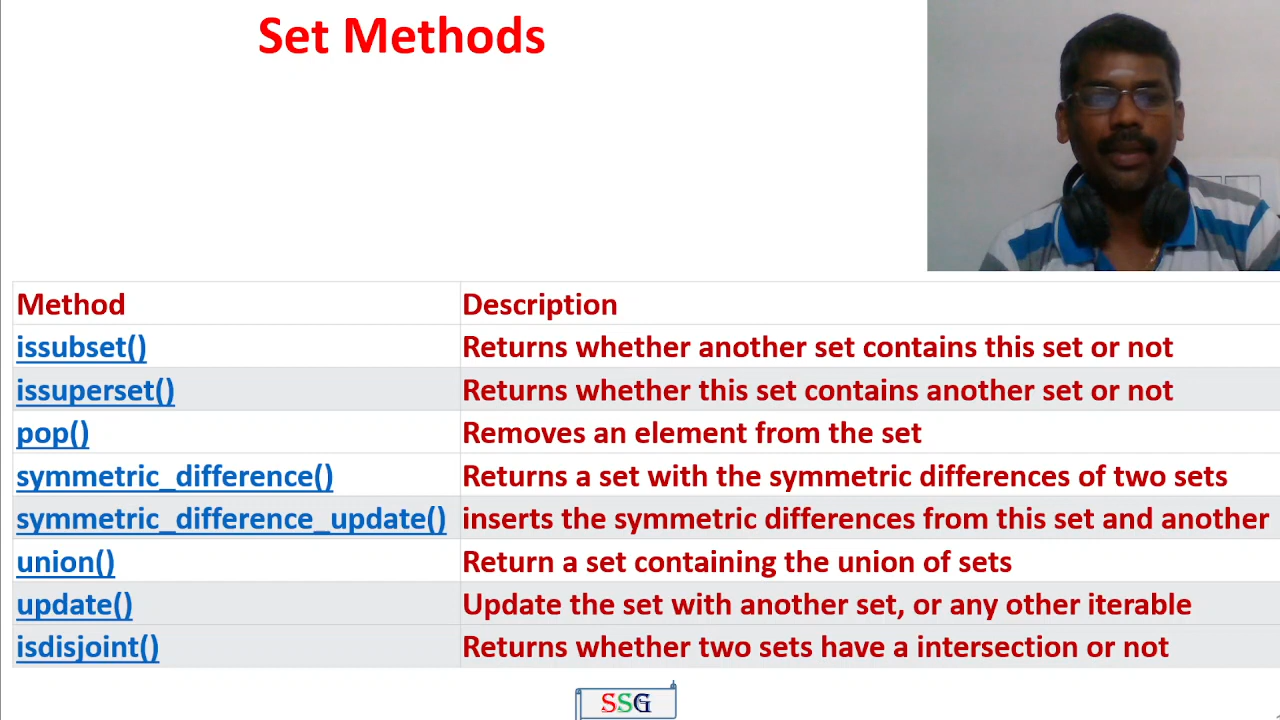 Set Methods
Method Description
issubset() Returns whether another set contains this set or not
issuperset() Returns whether this set contains another set or not
pop() Removes an element from the set
symmetric_difference() Returns a set with the symmetric differences of two sets
symmetric_difference_update() inserts the symmetric differences from this set and another
union() Return a set containing the union of sets
update() Update the set with another set, or any other iterable
isdisjoint() Returns whether two sets have a intersection or not
SSG